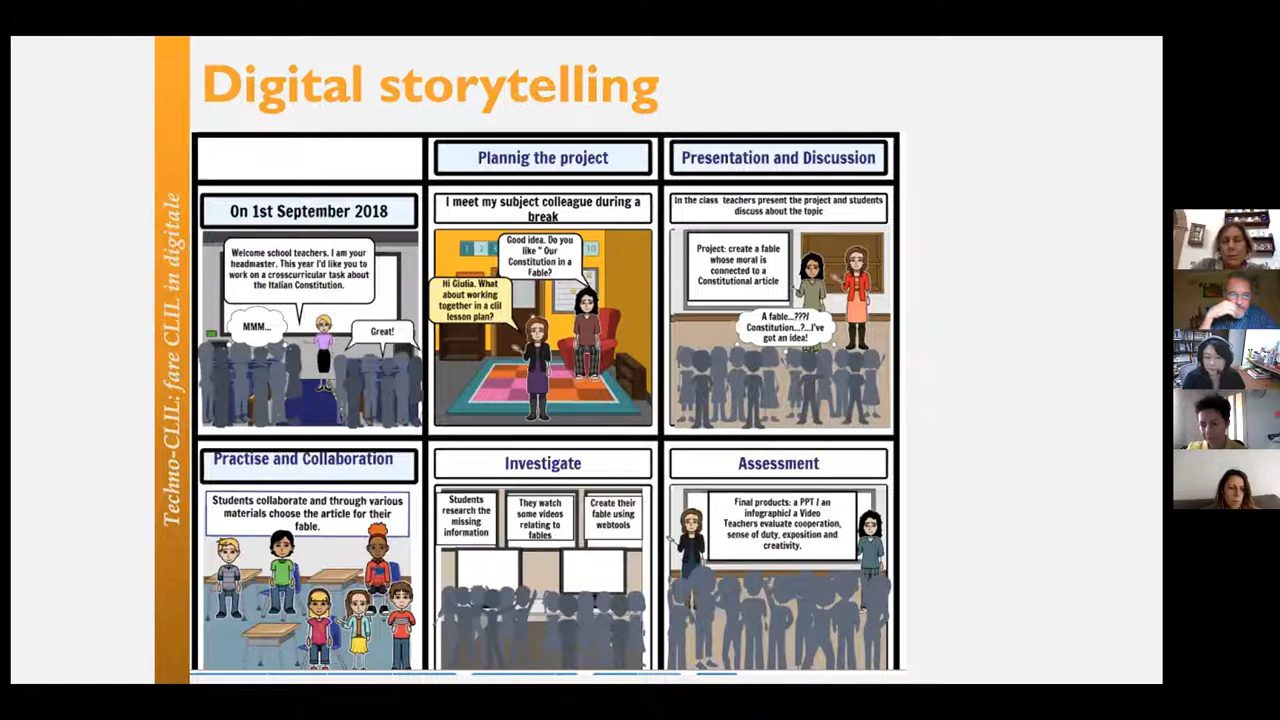 Digital storytelling
Techno-CLIL: fare CLIL in digitale
Plannig the project
Presentation and Discussion
On 1st September 2018
Welcome school teachers. I am your
headmaster. This year I'd like you to
work on a crosscurricular task about
the Italian Constitution.
MMM...
Great!
I meet my subject colleague during a
break
1 2
10
Good idea. Do you
like " Our
Constitution in a
Fable?
Hi Giulia. What
about working
together in a clil
lesson plan?
In the class teachers present the project and students
discuss about the topic
Project: create a fable
whose moral is
connected to a
Constitutional article
A fable...???/
Constitution...?...I've
got an idea!
Practise and Collaboration
Students collaborate and through various
materials choose the article for their
fable.
Investigate
Students
research the
missing
information
They watch
some videos
relating to
fables
Create their
fable using
webtools
Assessment
Final products: a PPT / an
infographic/ a Video
Teachers evaluate cooperation,
sense of duty, exposition and
creativity.